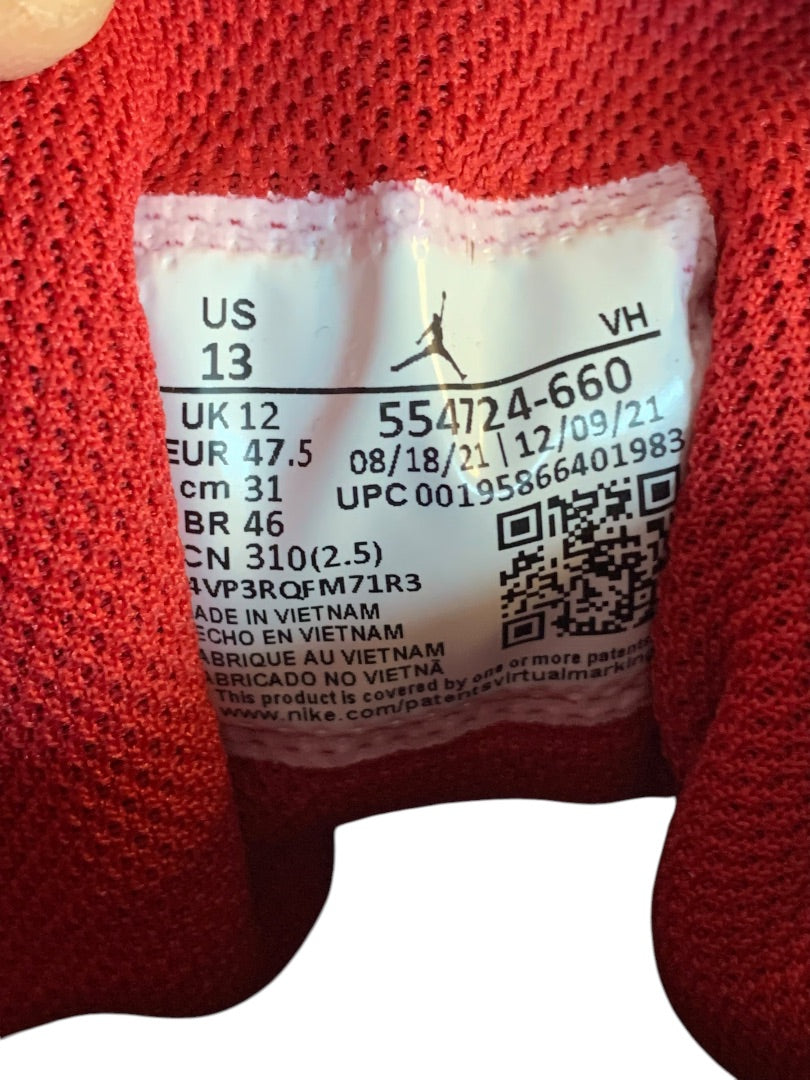 US
13
VH
UK 12
EUR 47.5
cm 31
BR 46
CN 310(2.5)
554724-660
08/18/21 | 12/09/21
UPC 00195866401983
4VP3RQFM71R3
ADE IN VIETNAM
ECHO EN VIETNAM
ABRIQUE AU VIETNAM
ABRICADO NO VIETNÃ
This product is covered by one or more patents
www.nike.com/patentsvirtualmarking